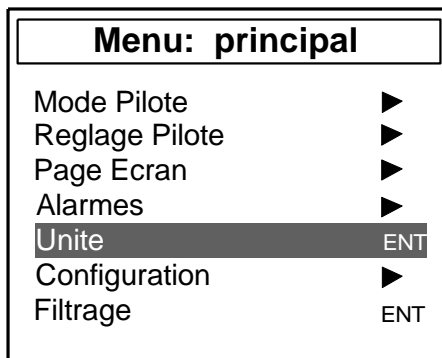 Menu: principal
Mode Pilote ►
Reglage Pilote ►
Page Ecran ►
Alarmes ►
Unite ENT
Configuration ►
Filtrage ENT